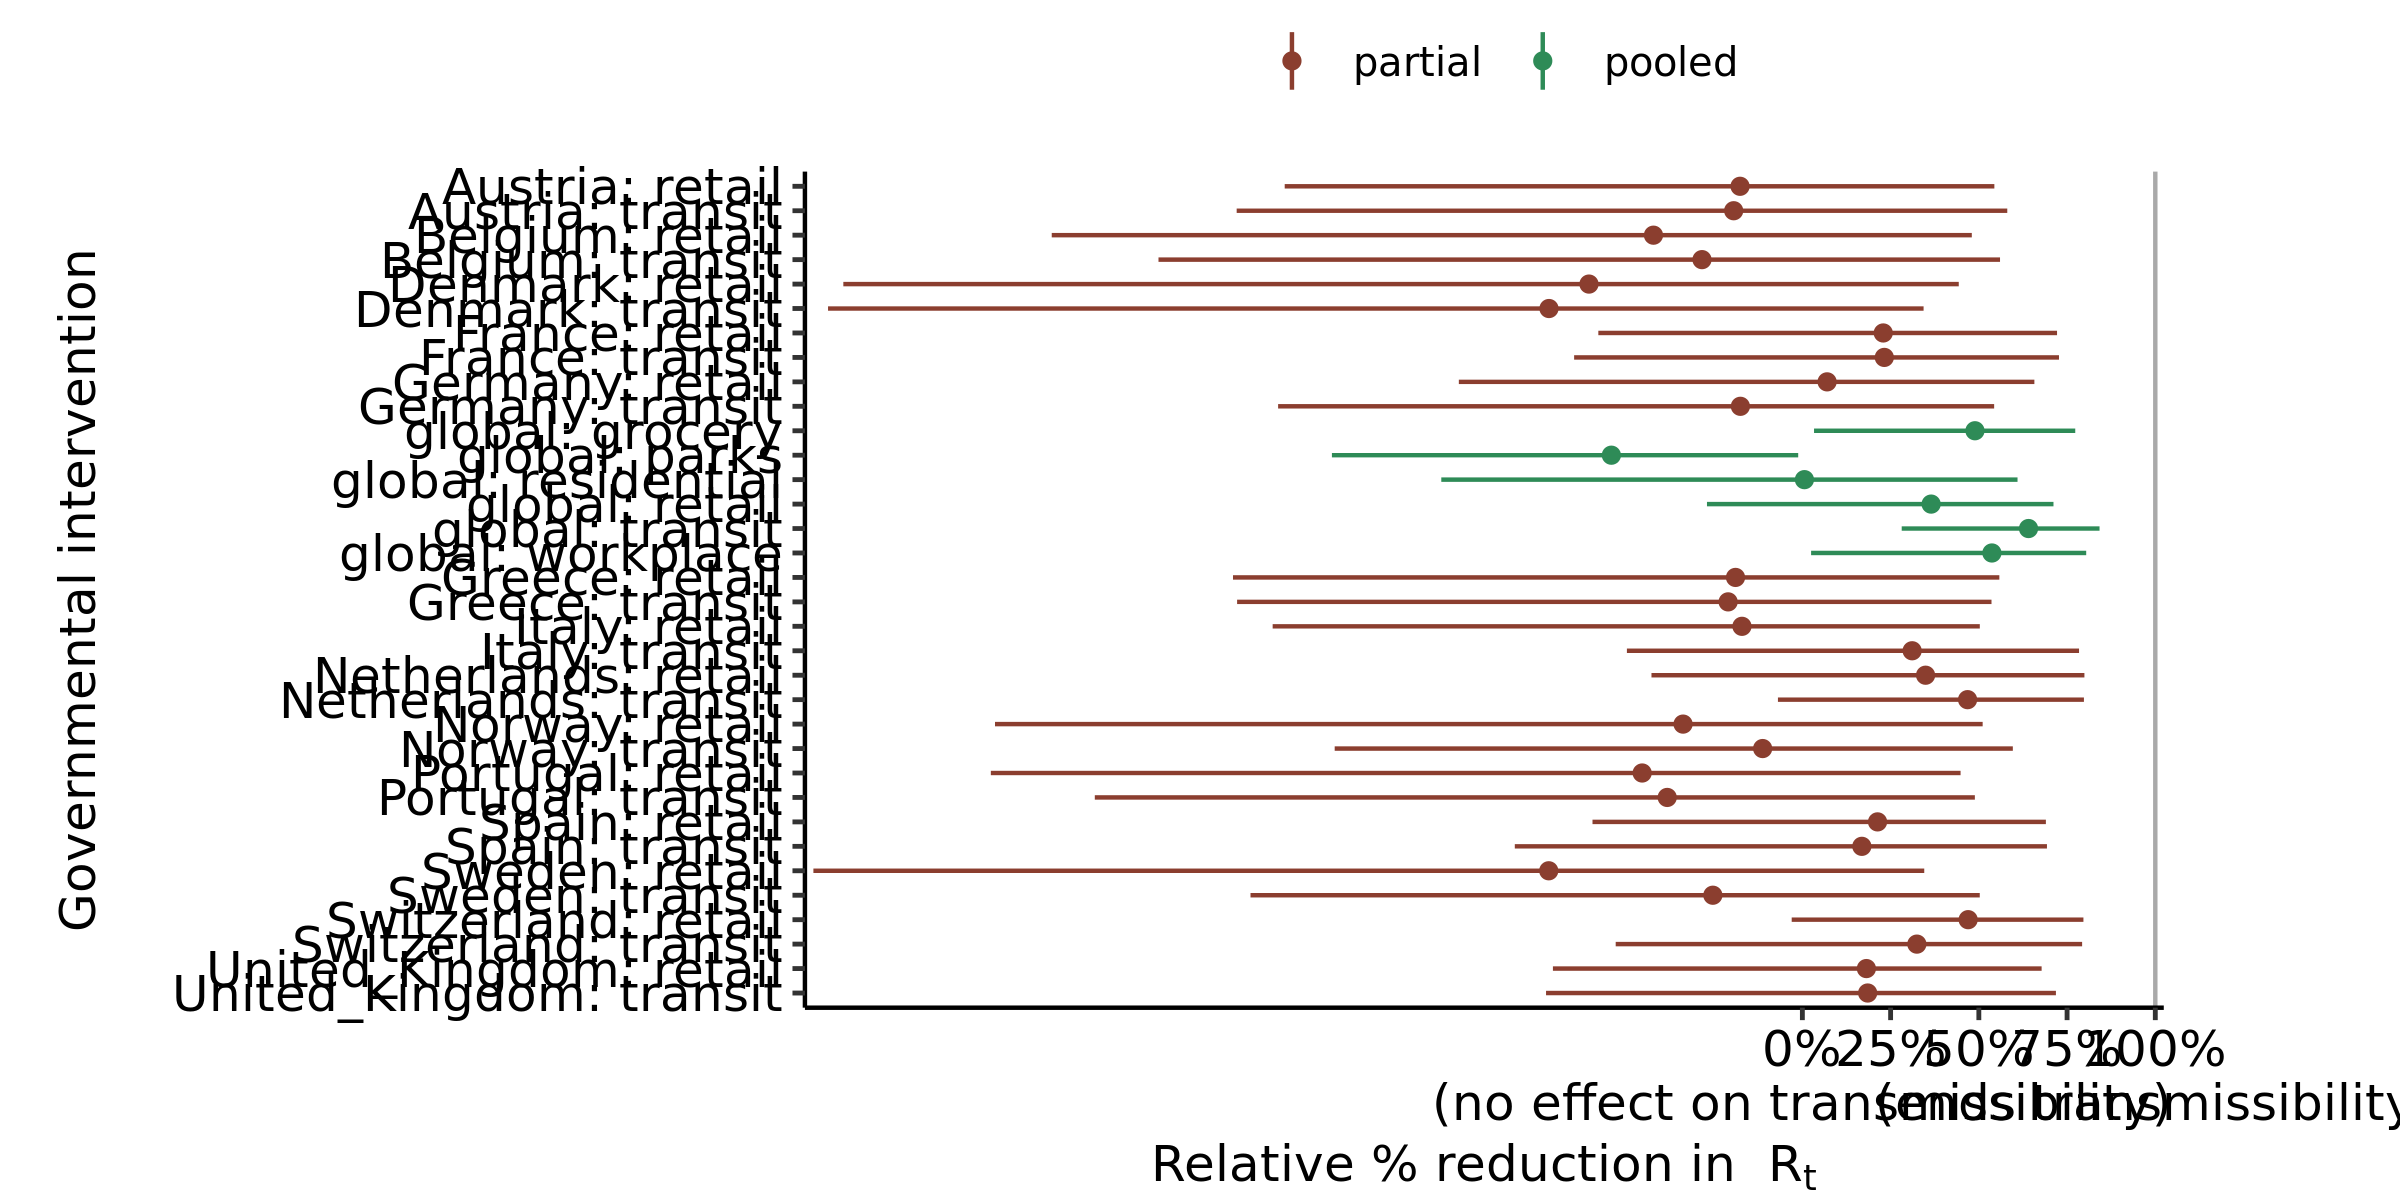 partial pooled
Austria: retail
Austria: transit
Belgium: retail
Belgium: transit
Denmark: retail
Denmark: transit
France: retail
France: transit
Germany: retail
Germany: transit
global: grocery
global: parks
global: residential
global: retail
global: transit
global: workplace
Greece: retail
Greece: transit
Italy: retail
Italy: transit
Netherlands: retail
Netherlands: transit
Norway: retail
Norway: transit
Portugal: retail
Portugal: transit
Spain: retail
Spain: transit
Sweden: retail
Sweden: transit
Switzerland: retail
Switzerland: transit
United_Kingdom: retail
United_Kingdom: transit
Governmental intervention
0% 25% 50% 75% 100%
(no effect on transmissibility) (ends transmissibility
Relative % reduction in Rt